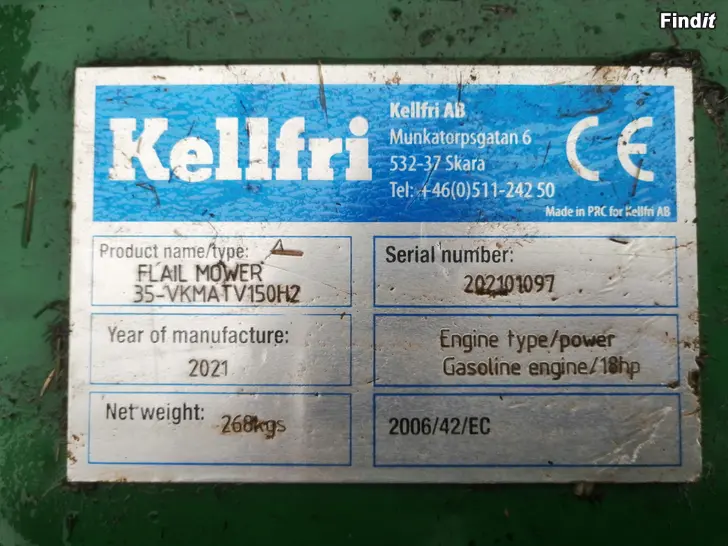 Findit
Kellfri
Kellfri AB
Munkatorpsgatan 6
532-37 Skara
Tel: +46(0)511-242 50
CE
Made in PRC for Kellfri AB
Product name/type:
FLAIL MOWER
35-VKMATV150H2
Serial number:
202101097
Year of manufacture:
2021
Engine type/power
Gasoline engine/18hp
Net weight: 268kgs
2006/42/EC